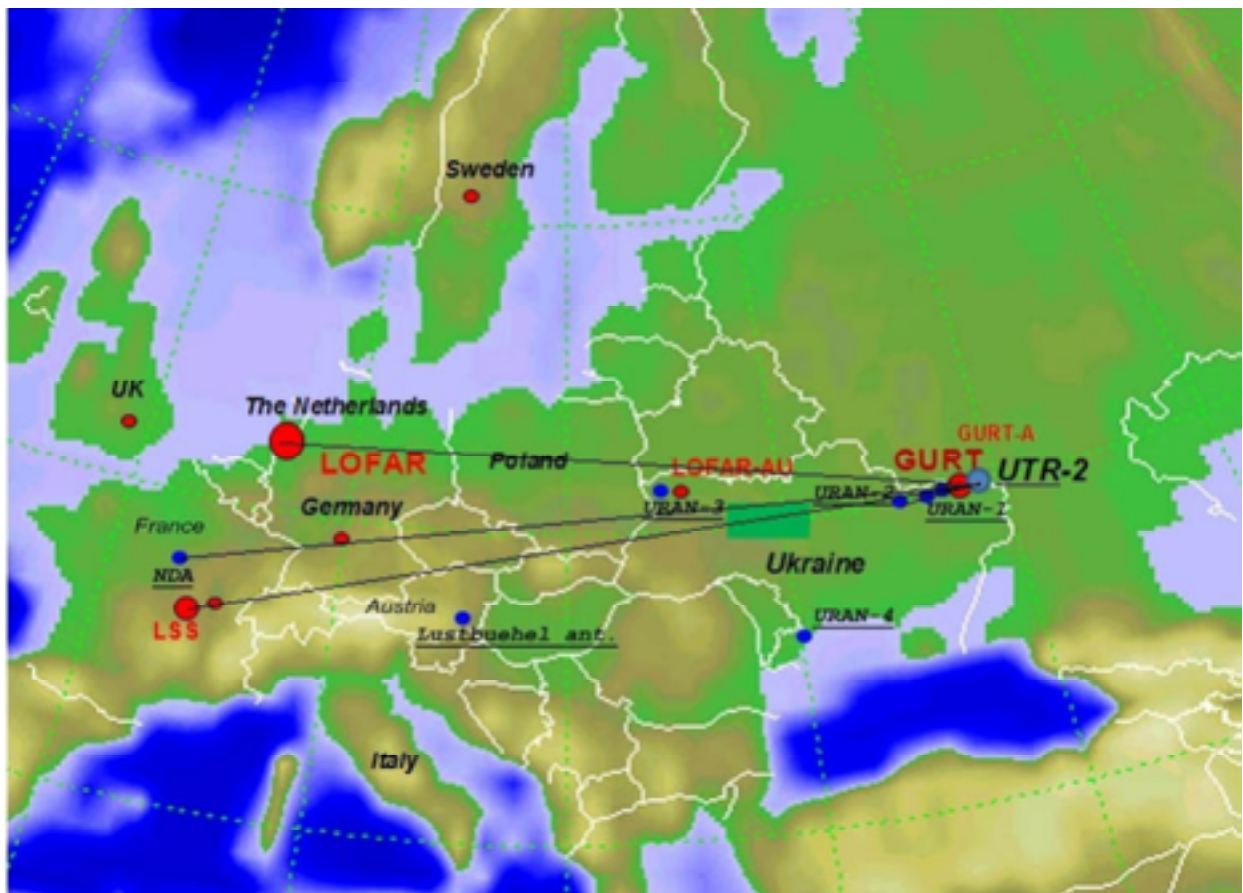 Sweden
UK
The Netherlands
LOFAR
Poland
LOFAR-AU
GURT-A
GURT
UTR-2
URAN-3
URAN-2
URAN-1
Germany
France
NDA
Ukraine
LSS
Austria
Lustbuehel ant.
URAN-4
Italy